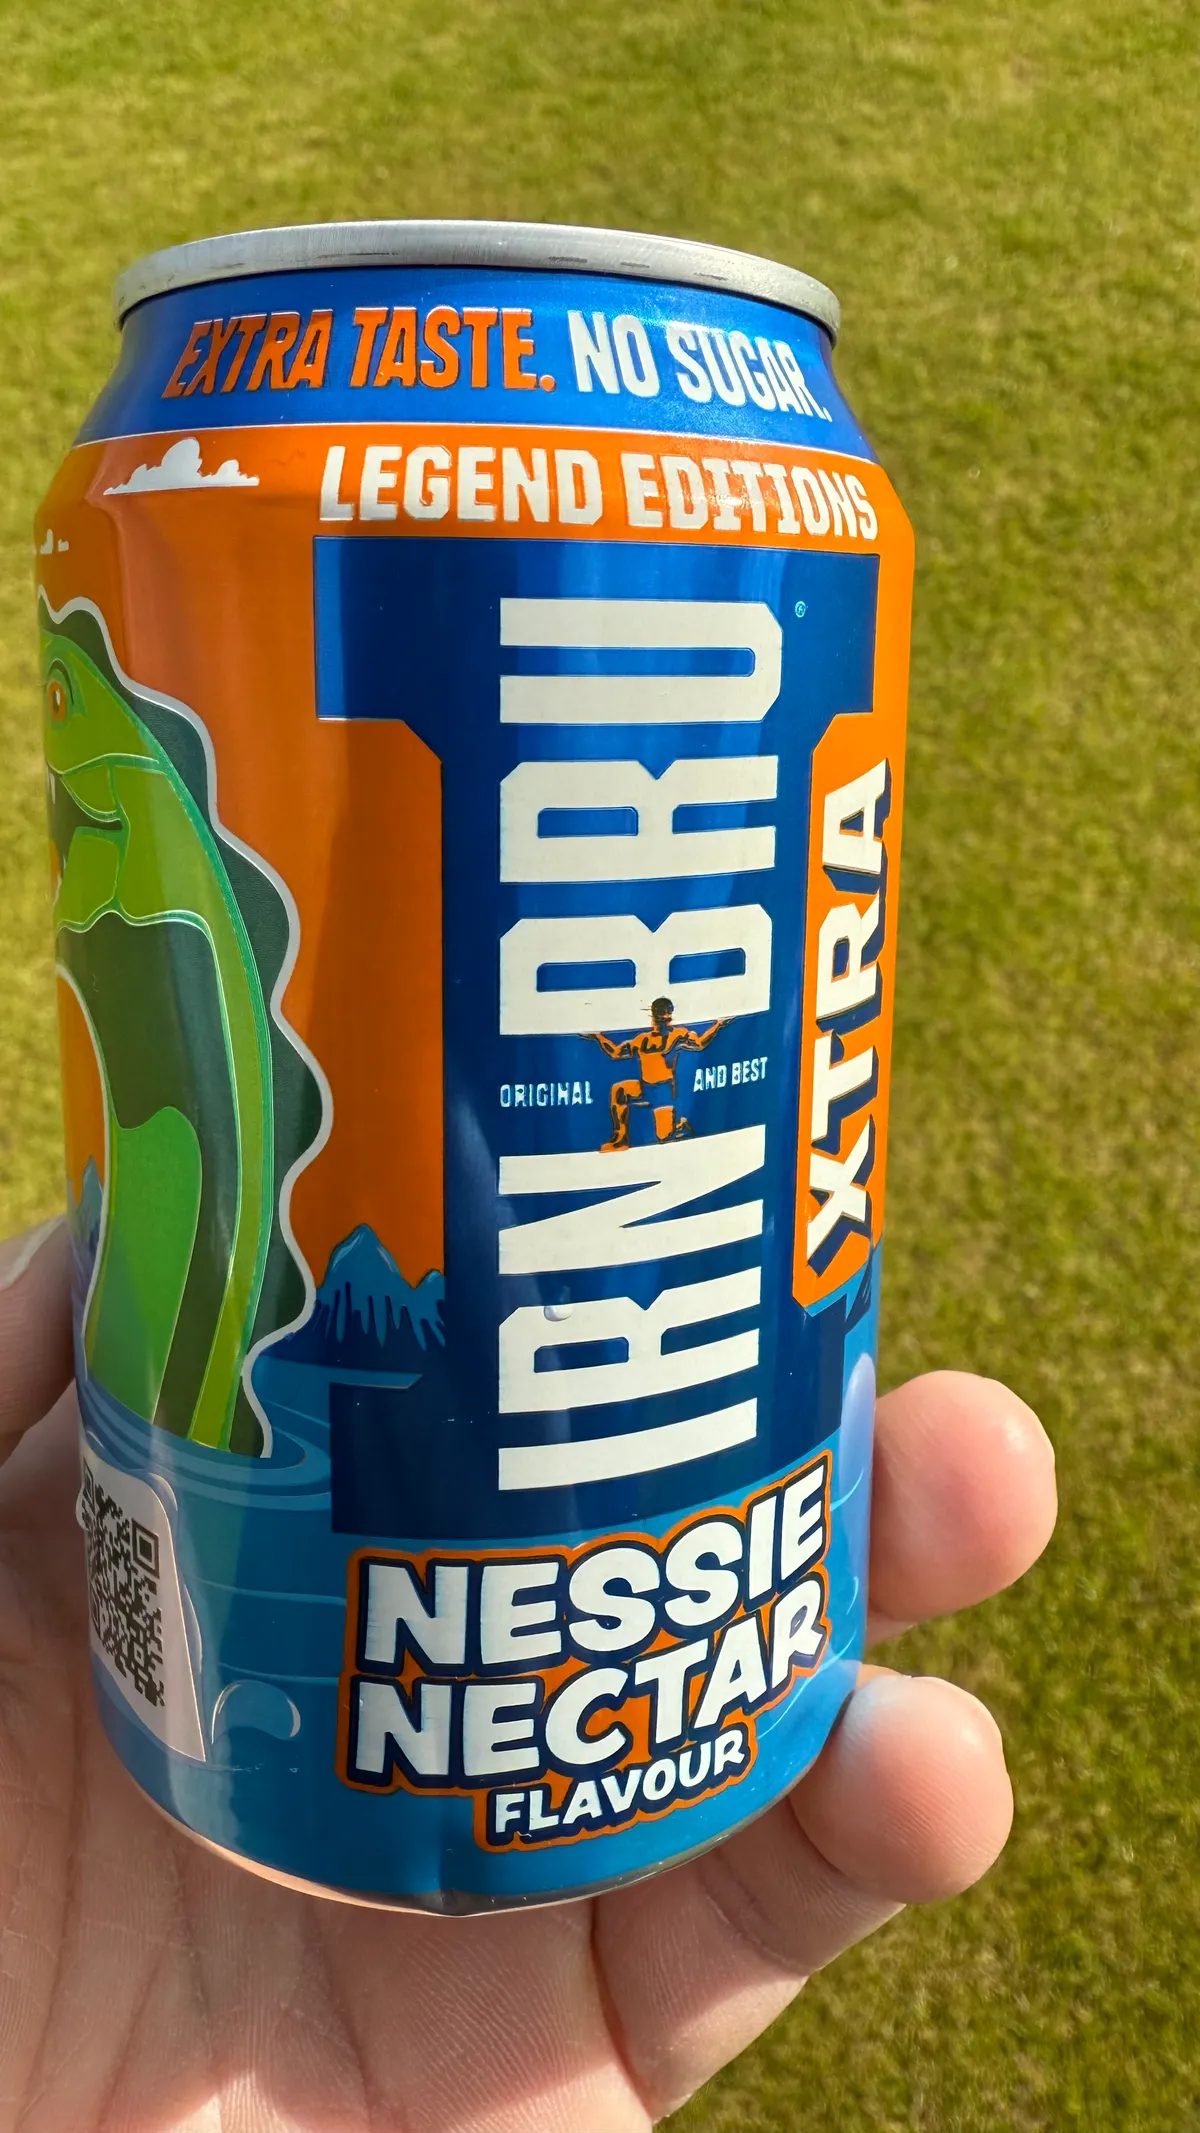 EXTRA TASTE. NO SUGAR.
LEGEND EDITIONS
IRN BRU
®
XTRA
ORIGINAL AND BEST
NESSIE
NECTAR
FLAVOUR